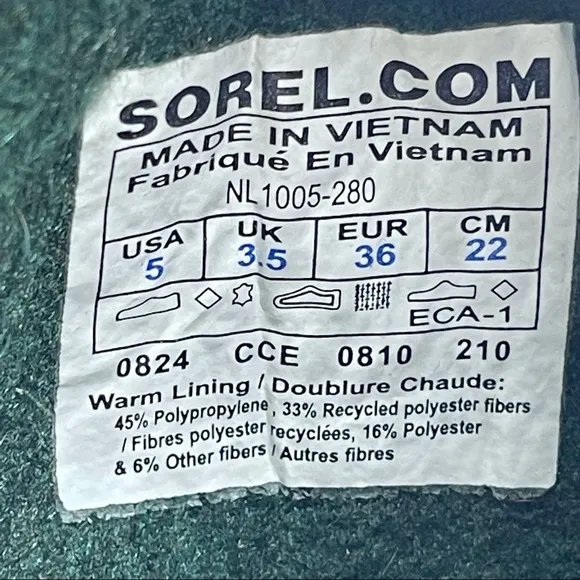 SOREL.COM
MADE IN VIETNAM
Fabriqué En Vietnam
NL1005-280
USA UK EUR CM
5 3.5 36 22
ECA-1
0824 CCE 0810 210
Warm Lining / Doublure Chaude:
45% Polypropylene, 33% Recycled polyester fibers
/ Fibres polyester recyclées, 16% Polyester
& 6% Other fibers / Autres fibres